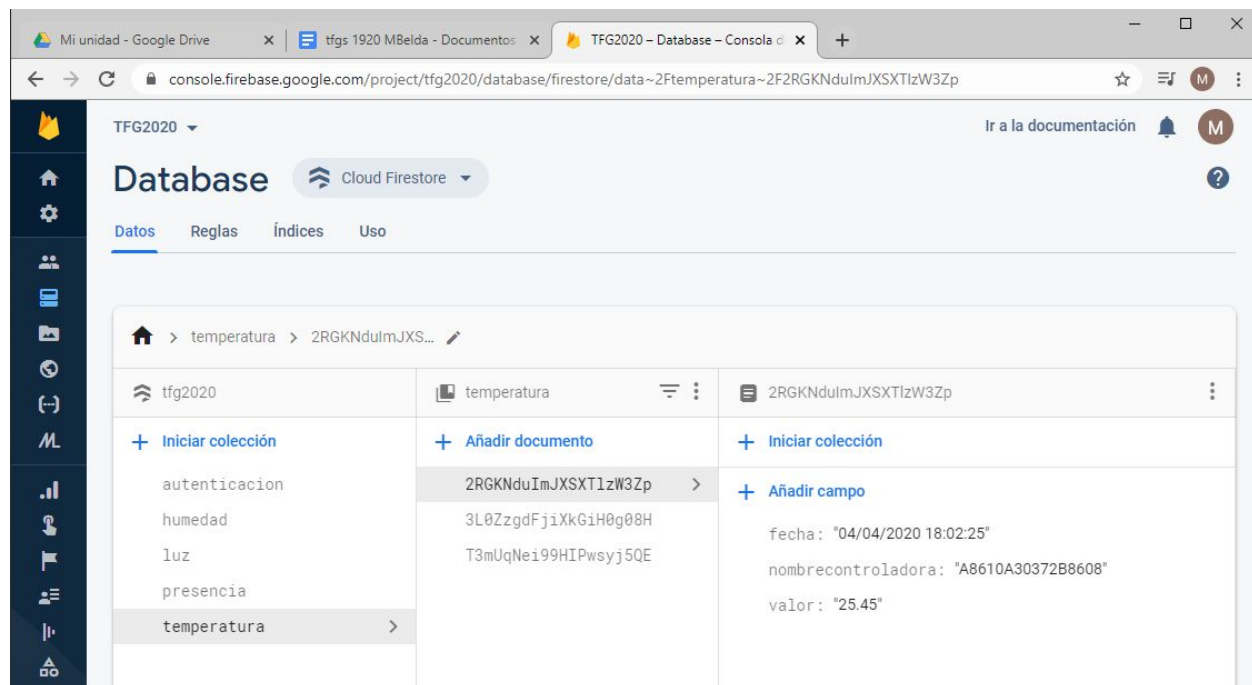 Mi unidad - Google Drive
tfgs 1920 MBelda - Documentos
TFG2020 – Database – Consola d
console.firebase.google.com/project/tfg2020/database/firestore/data~2Ftemperatura~2F2RGKNduImJXSXTlzW3Zp
M
TFG2020
Ir a la documentación
M
Database
Cloud Firestore
Datos
Reglas
Índices
Uso
temperatura
2RGKNduImJXS...
tfg2020
temperatura
2RGKNduImJXSXTlzW3Zp
Iniciar colección
Añadir documento
Iniciar colección
autenticacion
humedad
luz
presencia
temperatura
2RGKNduImJXSXTlzW3Zp
3L0ZzgdFjiXkGiH0g08H
T3mUqNei99HIPwsyj5QE
Añadir campo
fecha: "04/04/2020 18:02:25"
nombrecontroladora: "A8610A30372B8608"
valor: "25.45"